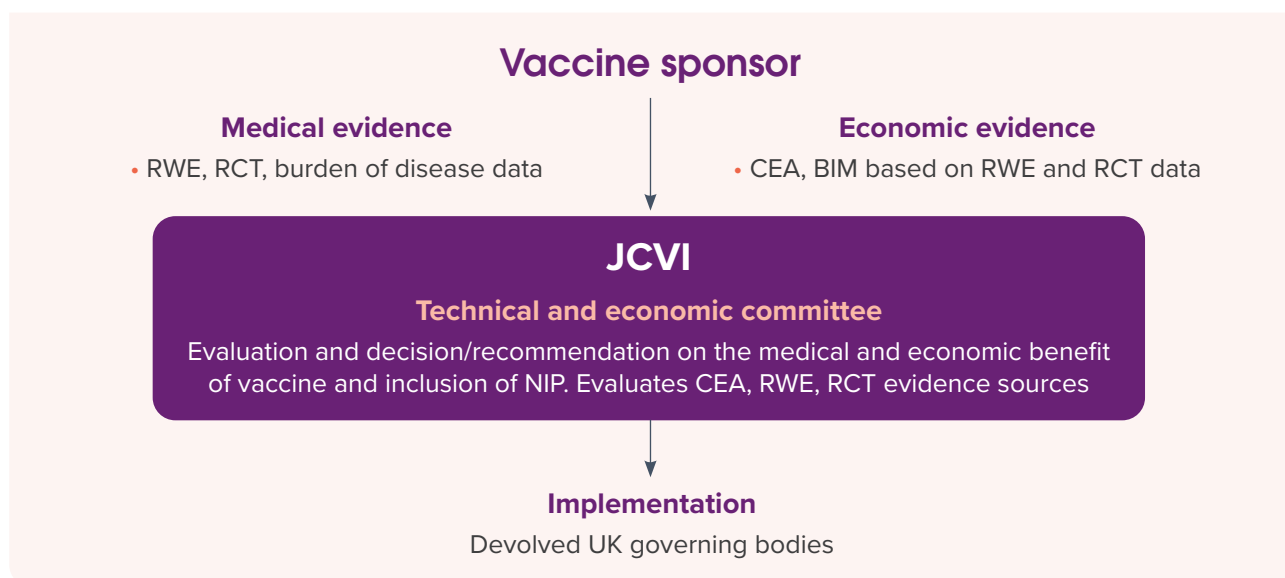 Vaccine sponsor
Medical evidence
• RWE, RCT, burden of disease data
Economic evidence
• CEA, BIM based on RWE and RCT data
JCVI
Technical and economic committee
Evaluation and decision/recommendation on the medical and economic benefit
of vaccine and inclusion of NIP. Evaluates CEA, RWE, RCT evidence sources
Implementation
Devolved UK governing bodies